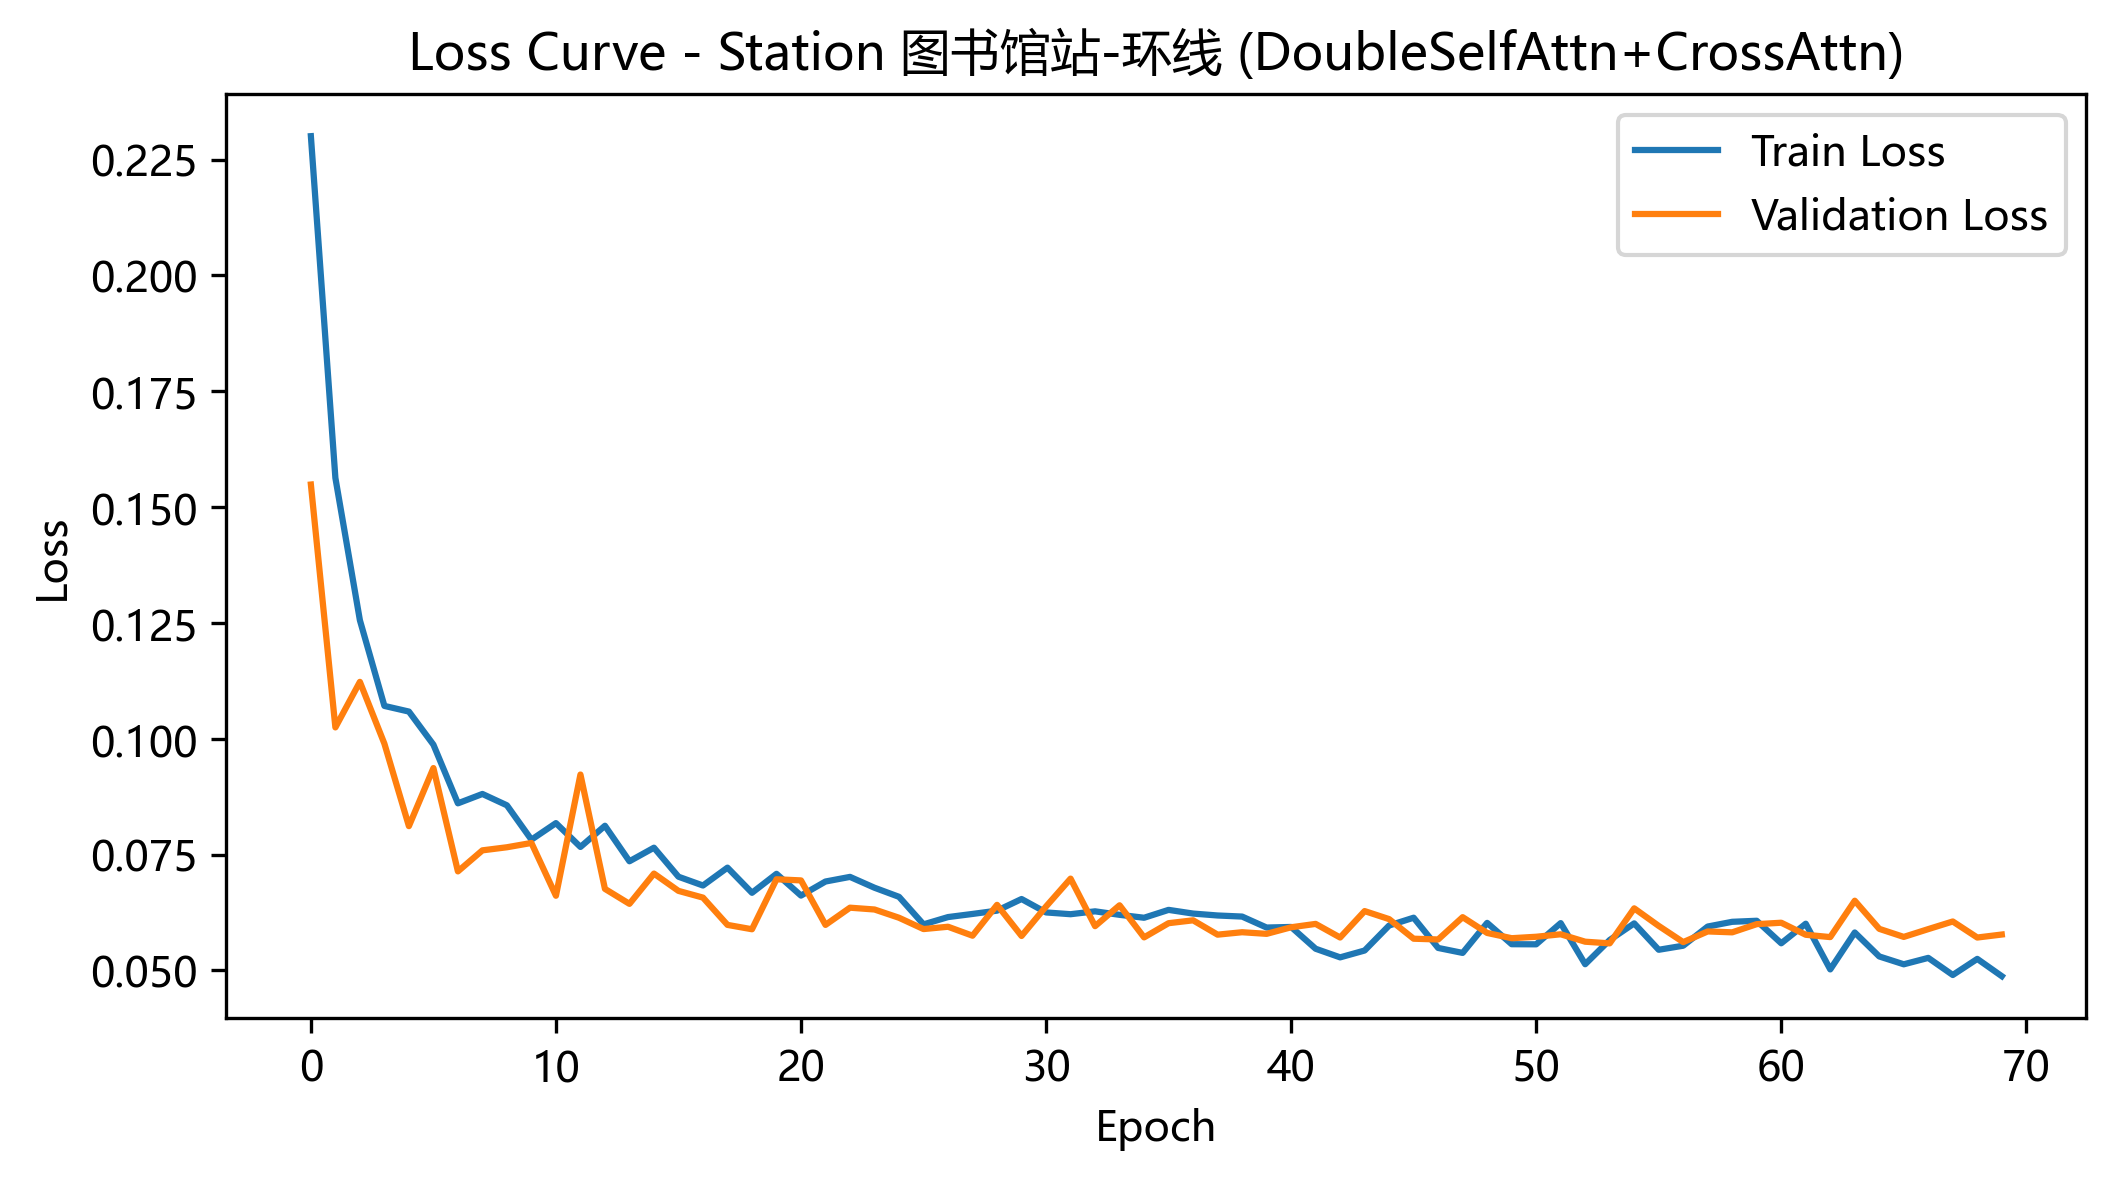 Loss Curve - Station 图书馆站-环线 (DoubleSelfAttn+CrossAttn)
Train Loss
Validation Loss
Loss
0.225
0.200
0.175
0.150
0.125
0.100
0.075
0.050
0 10 20 30 40 50 60 70
Epoch